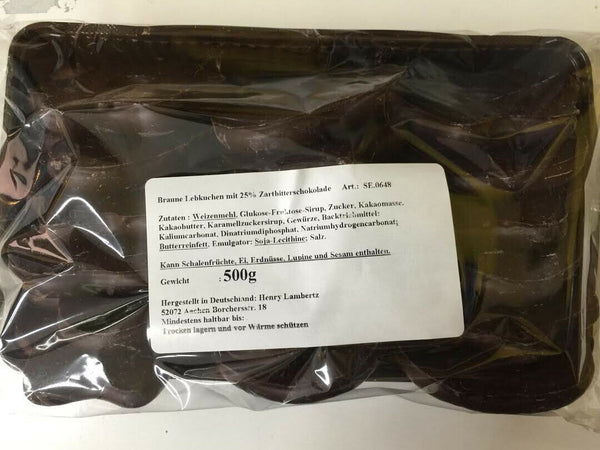 Braune Lebkuchen mit 25% Zartbitterschokolade Art.: SE.0648
Zutaten : Weizenmehl, Glukose-Fruktose-Sirup, Zucker, Kakaomasse,
Kakaobutter, Karamellzuckersirup, Gewürze, Backtriebmittel:
Kaliumcarbonat, Dinatriumdiphosphat, Natriumhydrogencarbonat;
Butterreinfett, Emulgator: Soja-Lecithine; Salz.
Kann Schalenfrüchte, Ei, Erdnüsse, Lupine und Sesam enthalten.
Gewicht : 500g
Hergestellt in Deutschland: Henry Lambertz
52072 Aachen Borchersstr. 18
Mindestens haltbar bis:
Trocken lagern und vor Wärme schützen